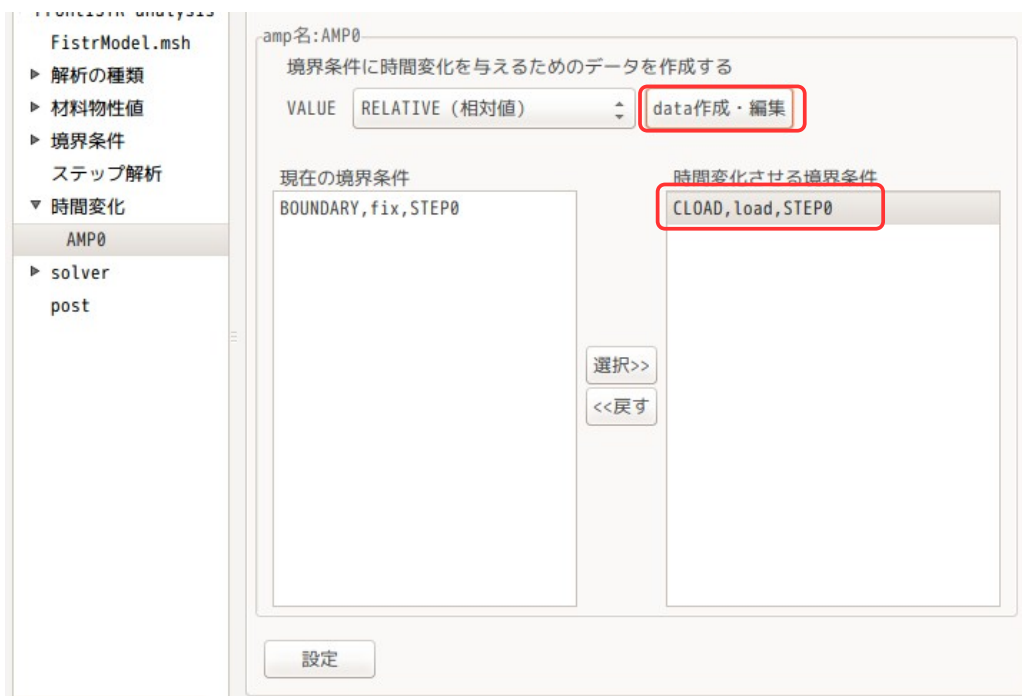 FistrModel.msh
▶ 解析の種類
▶ 材料物性値
▶ 境界条件
ステップ解析
▼ 時間変化
AMP0
▶ solver
post
amp名:AMP0
境界条件に時間変化を与えるためのデータを作成する
VALUE RELATIVE (相対値) data作成・編集
現在の境界条件
BOUNDARY,fix,STEP0
時間変化させる境界条件
CLOAD,load,STEP0
選択>>
<<戻す
設定